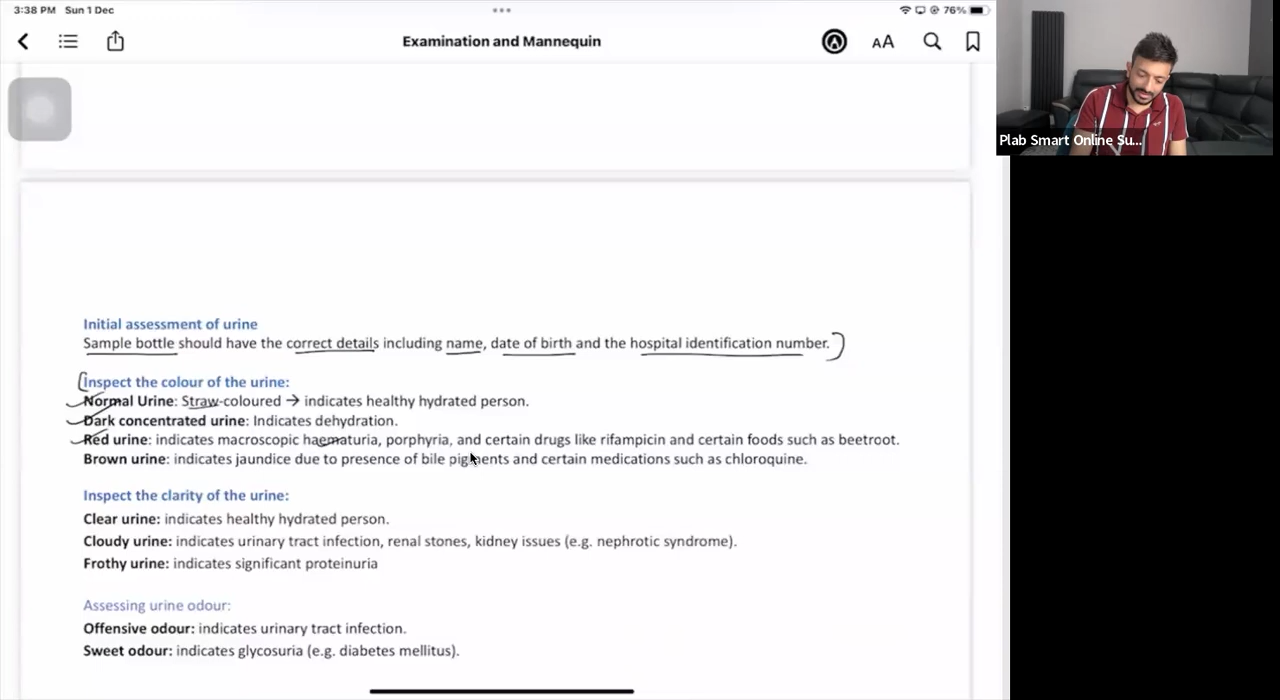 3:38 PM Sun 1 Dec
76%
Examination and Mannequin
AA
Plab Smart Online Su...
Initial assessment of urine
Sample bottle should have the correct details including name, date of birth and the hospital identification number.
Inspect the colour of the urine:
Normal Urine: Straw-coloured → indicates healthy hydrated person.
Dark concentrated urine: Indicates dehydration.
Red urine: indicates macroscopic haematuria, porphyria, and certain drugs like rifampicin and certain foods such as beetroot.
Brown urine: indicates jaundice due to presence of bile pigments and certain medications such as chloroquine.
Inspect the clarity of the urine:
Clear urine: indicates healthy hydrated person.
Cloudy urine: indicates urinary tract infection, renal stones, kidney issues (e.g. nephrotic syndrome).
Frothy urine: indicates significant proteinuria
Assessing urine odour:
Offensive odour: indicates urinary tract infection.
Sweet odour: indicates glycosuria (e.g. diabetes mellitus).